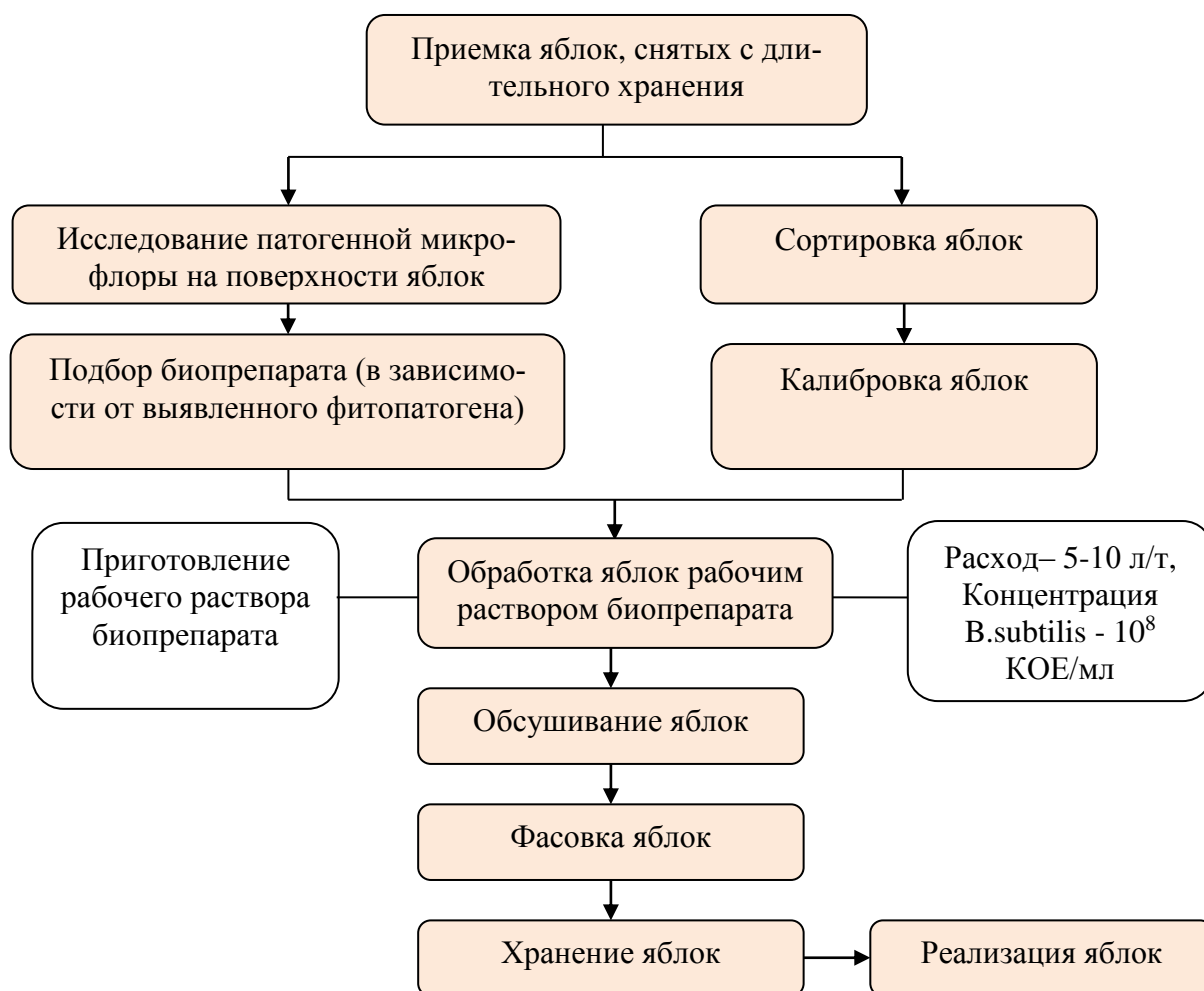 Приемка яблок, снятых с дли-
тельного хранения
Исследование патогенной микро-
флоры на поверхности яблок
Сортировка яблок
Подбор биопрепарата (в зависимо-
сти от выявленного фитопатогена)
Калибровка яблок
Приготовление
рабочего раствора
биопрепарата
Обработка яблок рабочим
раствором биопрепарата
Расход– 5-10 л/т,
Концентрация
B.subtilis - 10⁸
КОЕ/мл
Обсушивание яблок
Фасовка яблок
Хранение яблок
Реализация яблок